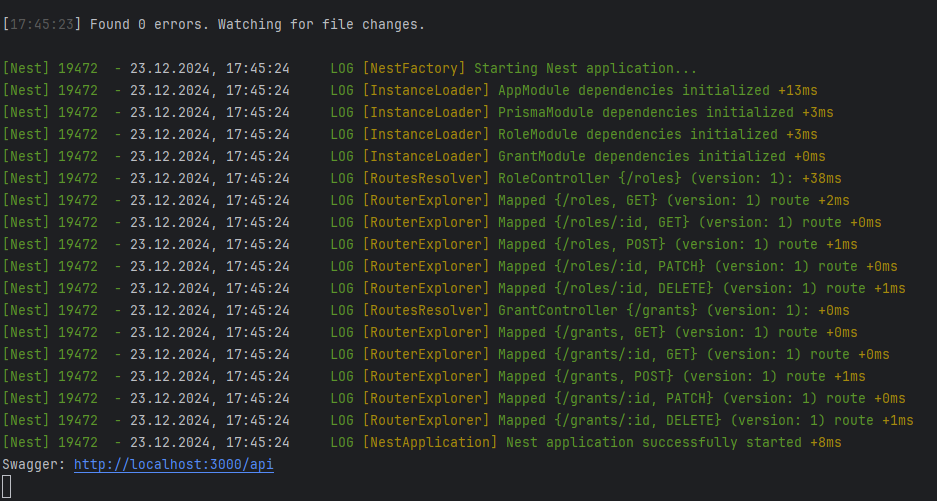 [17:45:23] Found 0 errors. Watching for file changes.
[Nest] 19472  - 23.12.2024, 17:45:24     LOG [NestFactory] Starting Nest application...
[Nest] 19472  - 23.12.2024, 17:45:24     LOG [InstanceLoader] AppModule dependencies initialized +13ms
[Nest] 19472  - 23.12.2024, 17:45:24     LOG [InstanceLoader] PrismaModule dependencies initialized +3ms
[Nest] 19472  - 23.12.2024, 17:45:24     LOG [InstanceLoader] RoleModule dependencies initialized +3ms
[Nest] 19472  - 23.12.2024, 17:45:24     LOG [InstanceLoader] GrantModule dependencies initialized +0ms
[Nest] 19472  - 23.12.2024, 17:45:24     LOG [RoutesResolver] RoleController {/roles} (version: 1): +38ms
[Nest] 19472  - 23.12.2024, 17:45:24     LOG [RouterExplorer] Mapped {/roles, GET} (version: 1) route +2ms
[Nest] 19472  - 23.12.2024, 17:45:24     LOG [RouterExplorer] Mapped {/roles/:id, GET} (version: 1) route +0ms
[Nest] 19472  - 23.12.2024, 17:45:24     LOG [RouterExplorer] Mapped {/roles, POST} (version: 1) route +1ms
[Nest] 19472  - 23.12.2024, 17:45:24     LOG [RouterExplorer] Mapped {/roles/:id, PATCH} (version: 1) route +0ms
[Nest] 19472  - 23.12.2024, 17:45:24     LOG [RouterExplorer] Mapped {/roles/:id, DELETE} (version: 1) route +1ms
[Nest] 19472  - 23.12.2024, 17:45:24     LOG [RoutesResolver] GrantController {/grants} (version: 1): +0ms
[Nest] 19472  - 23.12.2024, 17:45:24     LOG [RouterExplorer] Mapped {/grants, GET} (version: 1) route +0ms
[Nest] 19472  - 23.12.2024, 17:45:24     LOG [RouterExplorer] Mapped {/grants/:id, GET} (version: 1) route +0ms
[Nest] 19472  - 23.12.2024, 17:45:24     LOG [RouterExplorer] Mapped {/grants, POST} (version: 1) route +1ms
[Nest] 19472  - 23.12.2024, 17:45:24     LOG [RouterExplorer] Mapped {/grants/:id, PATCH} (version: 1) route +0ms
[Nest] 19472  - 23.12.2024, 17:45:24     LOG [RouterExplorer] Mapped {/grants/:id, DELETE} (version: 1) route +1ms
[Nest] 19472  - 23.12.2024, 17:45:24     LOG [NestApplication] Nest application successfully started +8ms
Swagger: http://localhost:3000/api